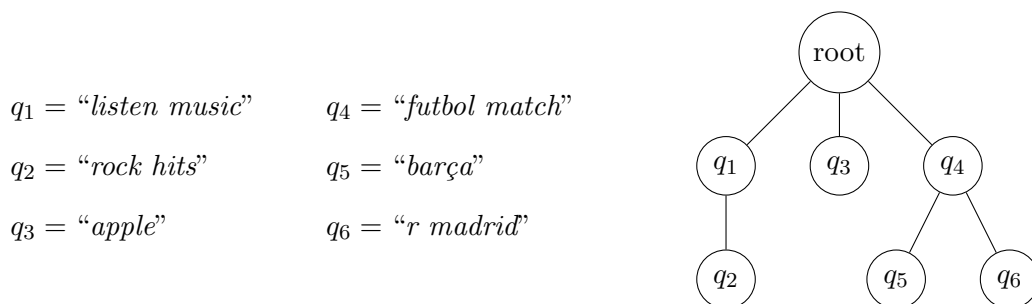 root
q1 = “listen music” q4 = “futbol match”
q2 = “rock hits” q5 = “barça”
q3 = “apple” q6 = “r madrid”
q1 q3 q4
q2 q5 q6